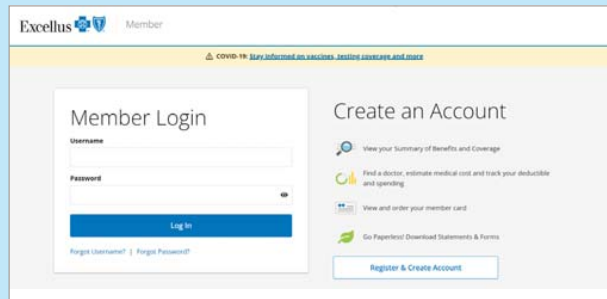 Excellus
Member
COVID-19: Stay informed on vaccines, testing coverage and more
Member Login
Username
Password
Log In
Forgot Username? | Forgot Password?
Create an Account
View your Summary of Benefits and Coverage
Find a doctor, estimate medical cost and track your deductible
and spending
View and order your member card
Go Paperless! Download Statements & Forms
Register & Create Account